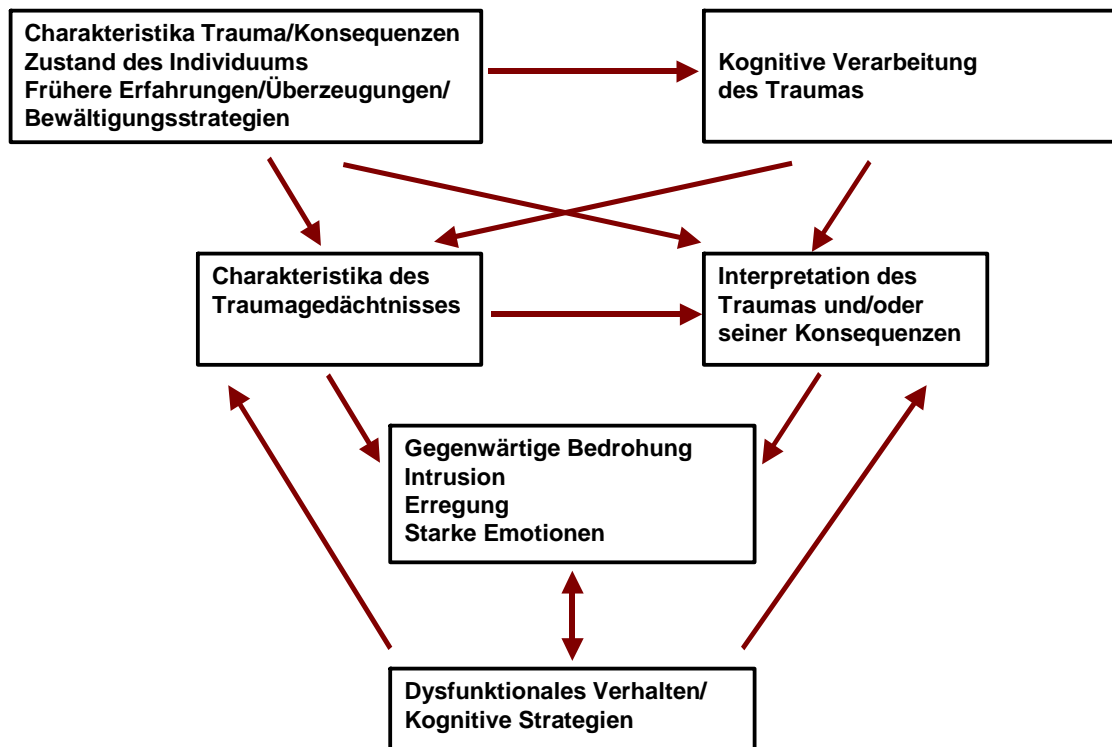 Charakteristika Trauma/Konsequenzen
Zustand des Individuums
Frühere Erfahrungen/Überzeugungen/
Bewältigungsstrategien
Kognitive Verarbeitung
des Traumas
Charakteristika des
Traumagedächtnisses
Interpretation des
Traumas und/oder
seiner Konsequenzen
Gegenwärtige Bedrohung
Intrusion
Erregung
Starke Emotionen
Dysfunktionales Verhalten/
Kognitive Strategien